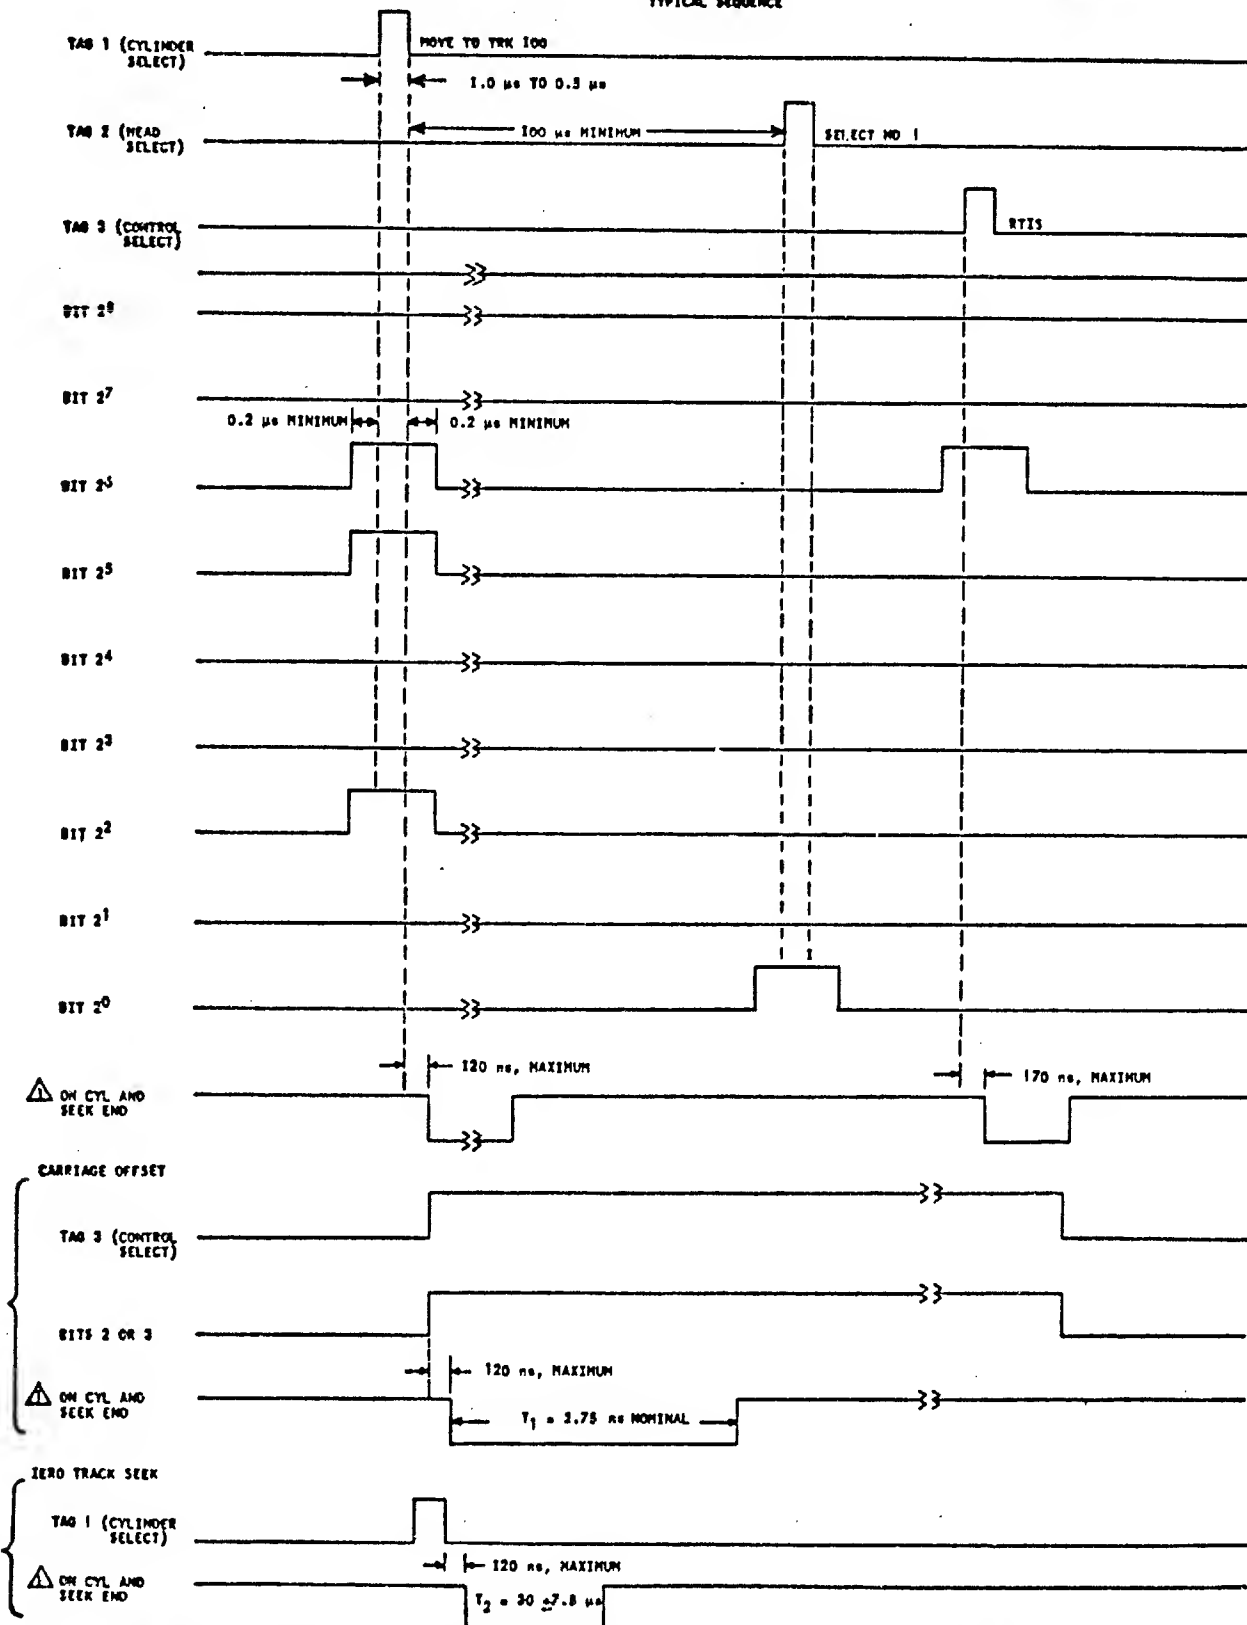 TYPICAL SEQUENCE
TAG 1 (CYLINDER
SELECT)
MOVE TO TRK 100
1.0 µs TO 0.5 µs
TAG 2 (HEAD
SELECT)
100 µs MINIMUM
SELECT HD 1
TAG 3 (CONTROL
SELECT)
RTIS
BIT 2⁸
BIT 2⁷
0.2 µs MINIMUM
0.2 µs MINIMUM
BIT 2⁵
BIT 2⁴
BIT 2³
BIT 2²
BIT 2¹
BIT 2⁰
120 ns, MAXIMUM
170 ns, MAXIMUM
1 ON CYL AND
SEEK END
CARRIAGE OFFSET
TAG 3 (CONTROL
SELECT)
BITS 2 OR 3
120 ns, MAXIMUM
1 ON CYL AND
SEEK END
T₁ = 2.75 ms NOMINAL
ZERO TRACK SEEK
TAG 1 (CYLINDER
SELECT)
120 ns, MAXIMUM
1 ON CYL AND
SEEK END
T₂ = 30 ±7.5 µs